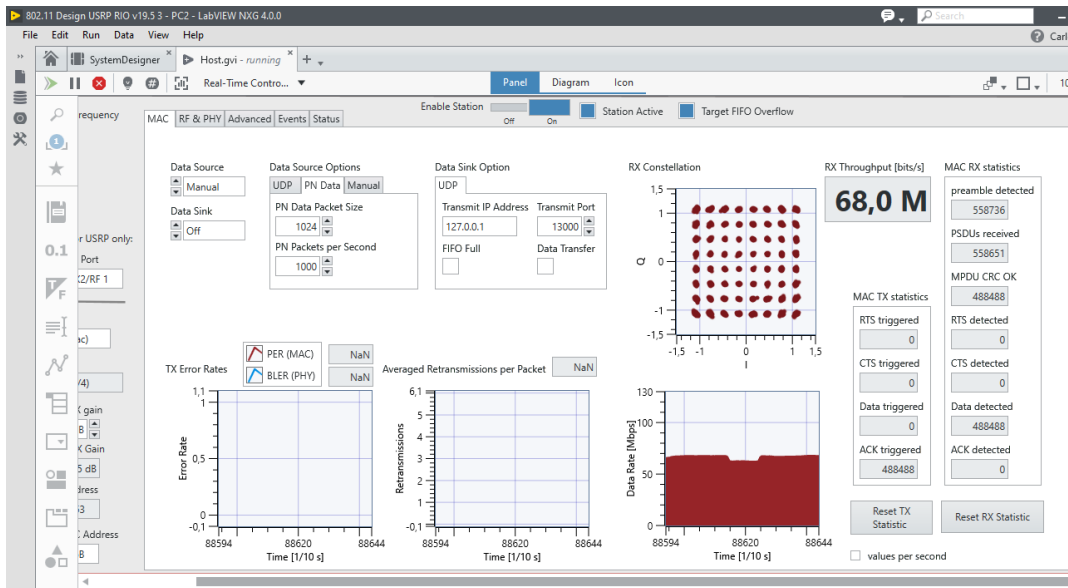 802.11 Design USRP RIO v19.5 3 - PC2 - LabVIEW NXG 4.0.0
Search
File Edit Run Data View Help
Carl
SystemDesigner
Host.gvi - running
Real-Time Contro...
Panel Diagram Icon
10
Enable Station
Off On
Station Active
Target FIFO Overflow
requency
MAC RF & PHY Advanced Events Status
Data Source
Manual
Data Sink
Off
Data Source Options
UDP PN Data Manual
PN Data Packet Size
1024
PN Packets per Second
1000
Data Sink Option
UDP
Transmit IP Address Transmit Port
127.0.0.1 13000
FIFO Full Data Transfer
RX Constellation
1,5
1
Q 0
-1
-1,5
-1,5 -1 0 1 1,5
I
RX Throughput [bits/s]
68,0 M
MAC RX statistics
preamble detected
558736
PSDUs received
558651
MPDU CRC OK
488488
RTS detected
0
CTS detected
0
Data detected
488488
ACK detected
0
Reset RX Statistic
MAC TX statistics
RTS triggered
0
CTS triggered
0
Data triggered
0
ACK triggered
488488
Reset TX
Statistic
values per second
r USRP only:
Port
X2/RF 1
0.1
T F
ac)
/4)
X gain
B
X Gain
5 dB
dress
53
C Address
B
TX Error Rates
PER (MAC) NaN
BLER (PHY) NaN
1,1
1
0,5
0
-0,1
Error Rate
88594 88620 88644
Time [1/10 s]
Averaged Retransmissions per Packet
NaN
6,1
5
4
3
2
1
-0,1
Retransmissions
88594 88620 88644
Time [1/10 s]
130
100
50
0
Data Rate [Mbps]
88594 88620 88644
Time [1/10 s]